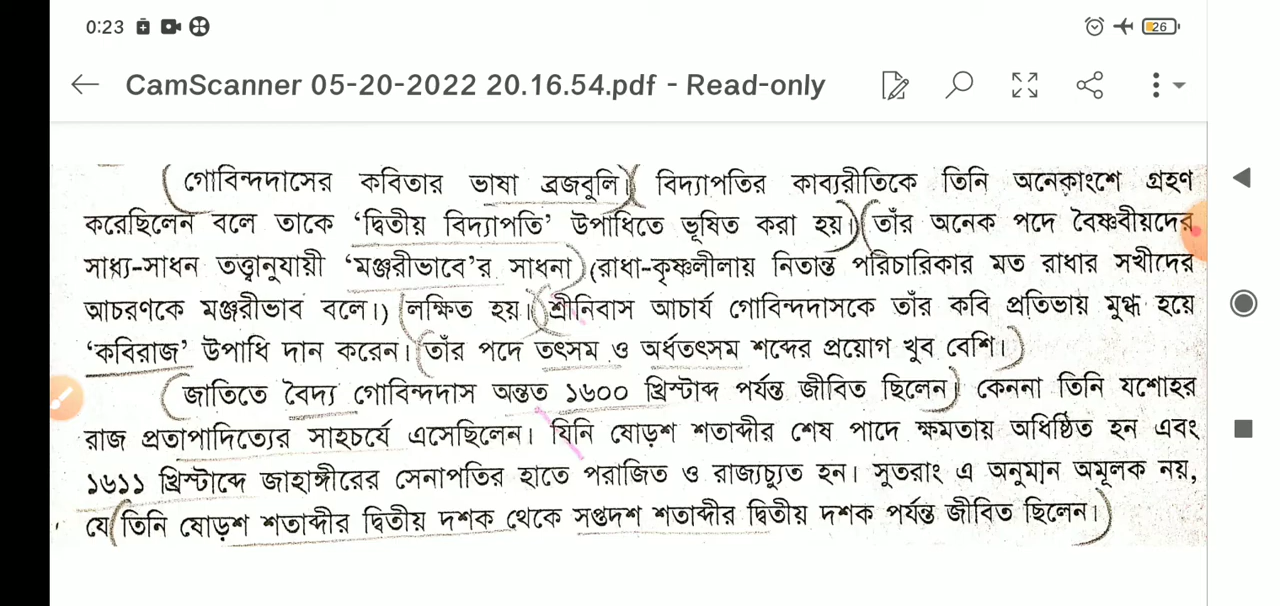 0:23
26
CamScanner 05-20-2022 20.16.54.pdf - Read-only
(গোবিন্দদাসের কবিতার ভাষা ব্রজবুলি।)(বিদ্যাপতির কাব্যরীতিকে তিনি অনেকাংশে গ্রহণ
করেছিলেন বলে তাকে ‘দ্বিতীয় বিদ্যাপতি’ উপাধিতে ভূষিত করা হয়।)(তাঁর অনেক পদে বৈষ্ণবীয়দের
সাধ্য-সাধন তত্ত্বানুযায়ী ‘মঞ্জরীভাবে’র সাধনা) (রাধা-কৃষ্ণলীলায় নিতান্ত পরিচারিকার মত রাধার সখীদের
আচরণকে মঞ্জরীভাব বলে।) (লক্ষিত হয়।)(শ্রীনিবাস আচার্য গোবিন্দদাসকে তাঁর কবি প্রতিভায় মুগ্ধ হয়ে
‘কবিরাজ’ উপাধি দান করেন। (তাঁর পদে তৎসম ও অর্ধতৎসম শব্দের প্রয়োগ খুব বেশি।)
(জাতিতে বৈদ্য গোবিন্দদাস অন্তত ১৬০০ খ্রিস্টাব্দ পর্যন্ত জীবিত ছিলেন।) কেননা তিনি যশোহর
রাজ প্রতাপাদিত্যের সাহচর্যে এসেছিলেন। যিনি ষোড়শ শতাব্দীর শেষ পাদে ক্ষমতায় অধিষ্ঠিত হন এবং
১৬১১ খ্রিস্টাব্দে জাহাঙ্গীরের সেনাপতির হাতে পরাজিত ও রাজ্যচ্যুত হন। সুতরাং এ অনুমান অমূলক নয়,
যে (তিনি ষোড়শ শতাব্দীর দ্বিতীয় দশক থেকে সপ্তদশ শতাব্দীর দ্বিতীয় দশক পর্যন্ত জীবিত ছিলেন।)